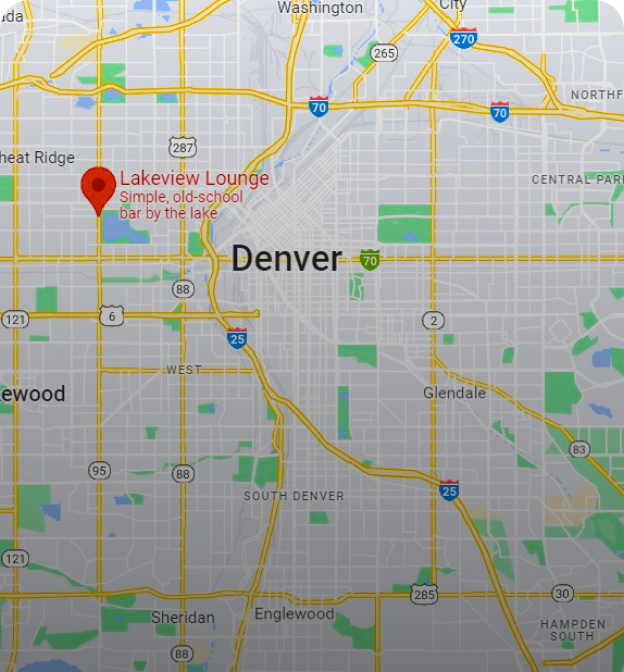 Washington
City
ada
270
265
70
70
NORTHF
287
heat Ridge
Lakeview Lounge
Simple, old-school
bar by the lake
CENTRAL PAR
Denver
70
88
6
121
2
25
WEST
ewood
Glendale
83
95
88
25
SOUTH DENVER
121
285
30
Sheridan
Englewood
HAMPDEN
SOUTH
88